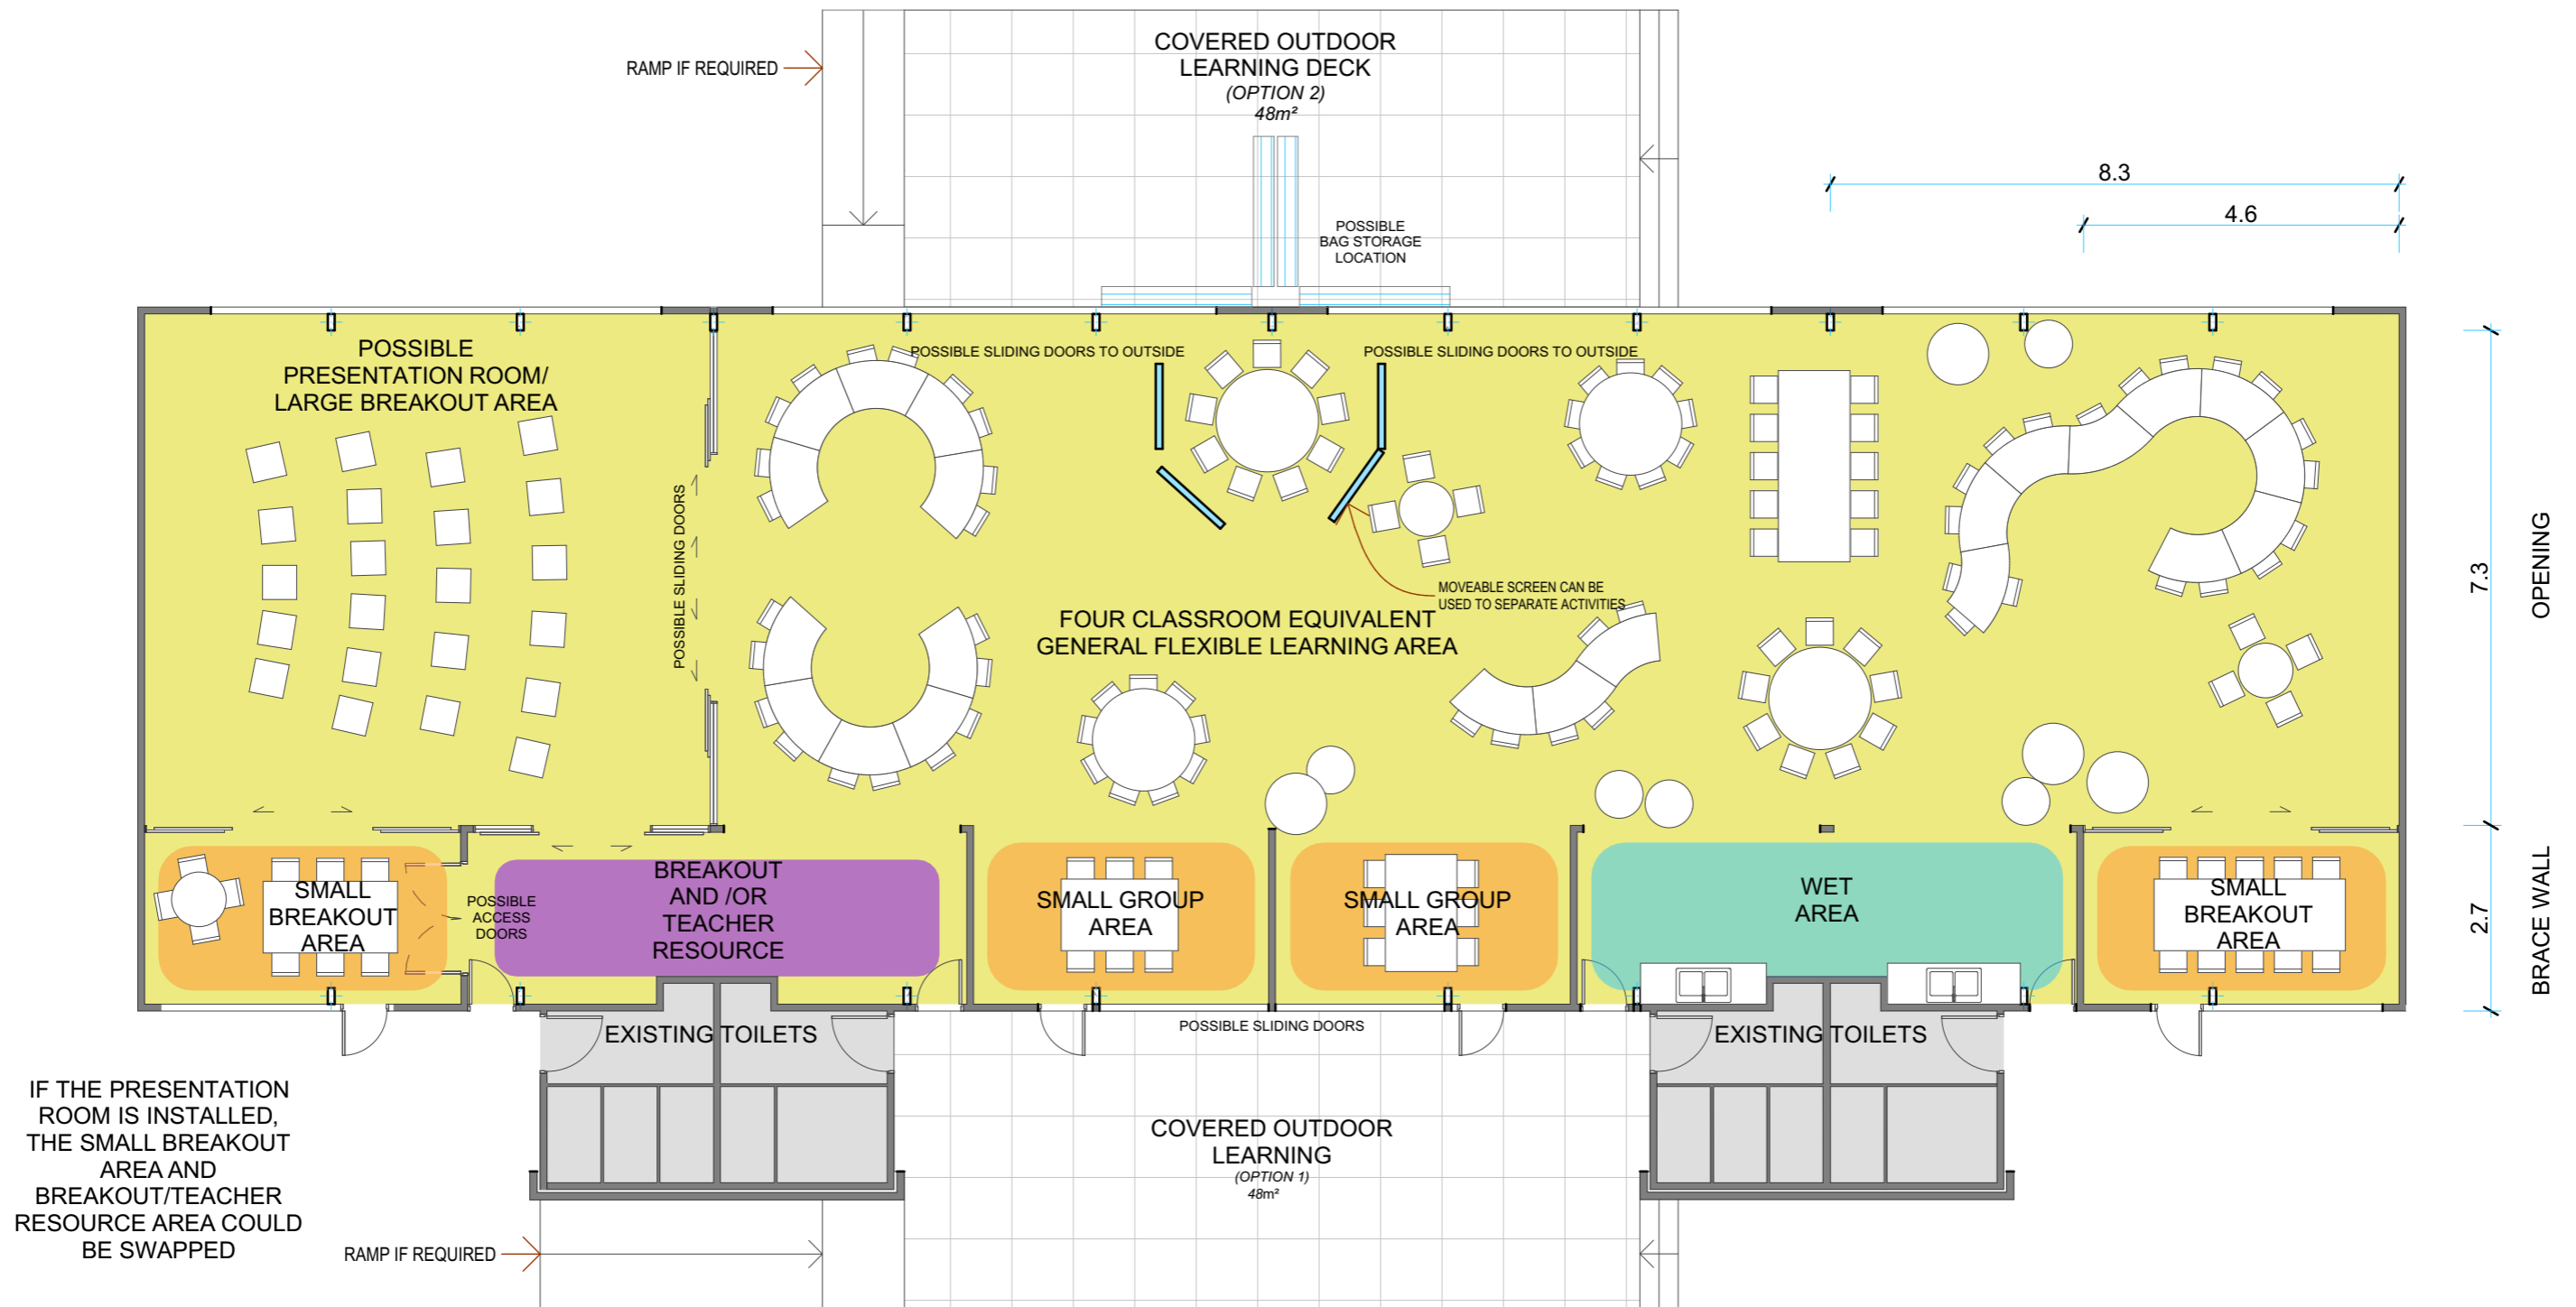 COVERED OUTDOOR
LEARNING DECK
(OPTION 2)
48m²
RAMP IF REQUIRED
8.3
4.6
POSSIBLE
BAG STORAGE
LOCATION
POSSIBLE
PRESENTATION ROOM/
LARGE BREAKOUT AREA
POSSIBLE SLIDING DOORS TO OUTSIDE
POSSIBLE SLIDING DOORS TO OUTSIDE
POSSIBLE SLIDING DOORS
MOVEABLE SCREEN CAN BE
USED TO SEPARATE ACTIVITIES
FOUR CLASSROOM EQUIVALENT
GENERAL FLEXIBLE LEARNING AREA
7.3
OPENING
SMALL
BREAKOUT
AREA
POSSIBLE
ACCESS
DOORS
BREAKOUT
AND /OR
TEACHER
RESOURCE
SMALL GROUP
AREA
SMALL GROUP
AREA
WET
AREA
SMALL
BREAKOUT
AREA
2.7
BRACE WALL
EXISTING TOILETS
POSSIBLE SLIDING DOORS
EXISTING TOILETS
IF THE PRESENTATION
ROOM IS INSTALLED,
THE SMALL BREAKOUT
AREA AND
BREAKOUT/TEACHER
RESOURCE AREA COULD
BE SWAPPED
COVERED OUTDOOR
LEARNING
(OPTION 1)
48m²
RAMP IF REQUIRED